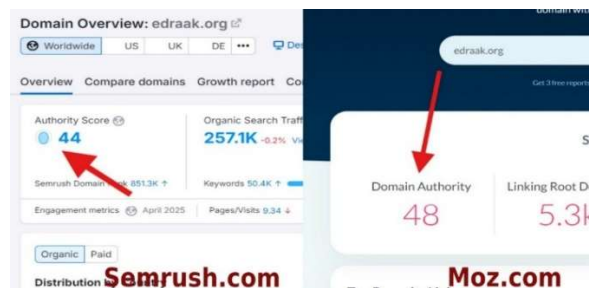 Domain Overview: edraak.org
Worldwide US UK DE •••
Overview Compare domains Growth report
Authority Score
44
Organic Search Traff
257.1K -0.2%
Semrush Domain Rank 851.3K ↑
Keywords 50.4K ↑
Engagement metrics April 2025 Pages/Visits 9.34 ↓
Organic Paid
Distribution by
Semrush.com
domain with
edraak.org
Get 3 free reports
Domain Authority
48
Linking Root D
5.3k
Moz.com